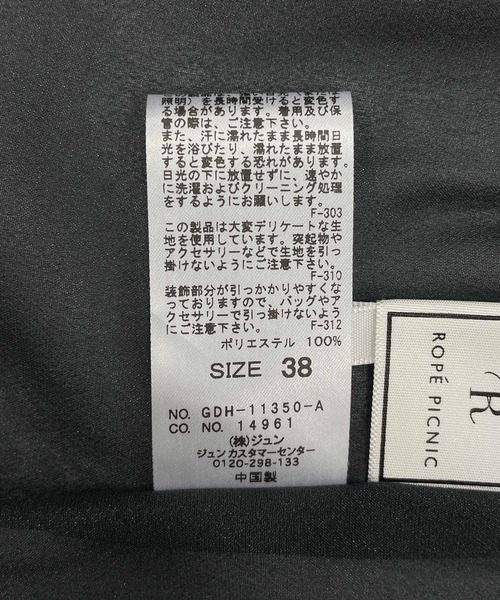 照明)を長時間受けると変色す
る場合があります。着用及び保
管の際は、ご注意下さい。
また、汗に濡れたまま長時間日
光を浴びたり、濡れたまま放置
すると変色する恐れがあります。
日光の下に放置せずに、速やか
に洗濯およびクリーニング処理
をするようにお願いします。
F-303
この製品は大変デリケートな生
地を使用しています。突起物や
アクセサリーなどで生地を引っ
掛けないようにご注意下さい。
F-310
装飾部分が引っかかりやすくな
っておりますので、バッグやア
クセサリーで引っ掛けないよう
にご注意下さい。 F-312
ポリエステル 100%
SIZE 38
NO. GDH-11350-A
CO. NO. 14961
(株)ジュン
ジュンカスタマーセンター
0120-298-133
中国製
R
ROPÉ PICNIC